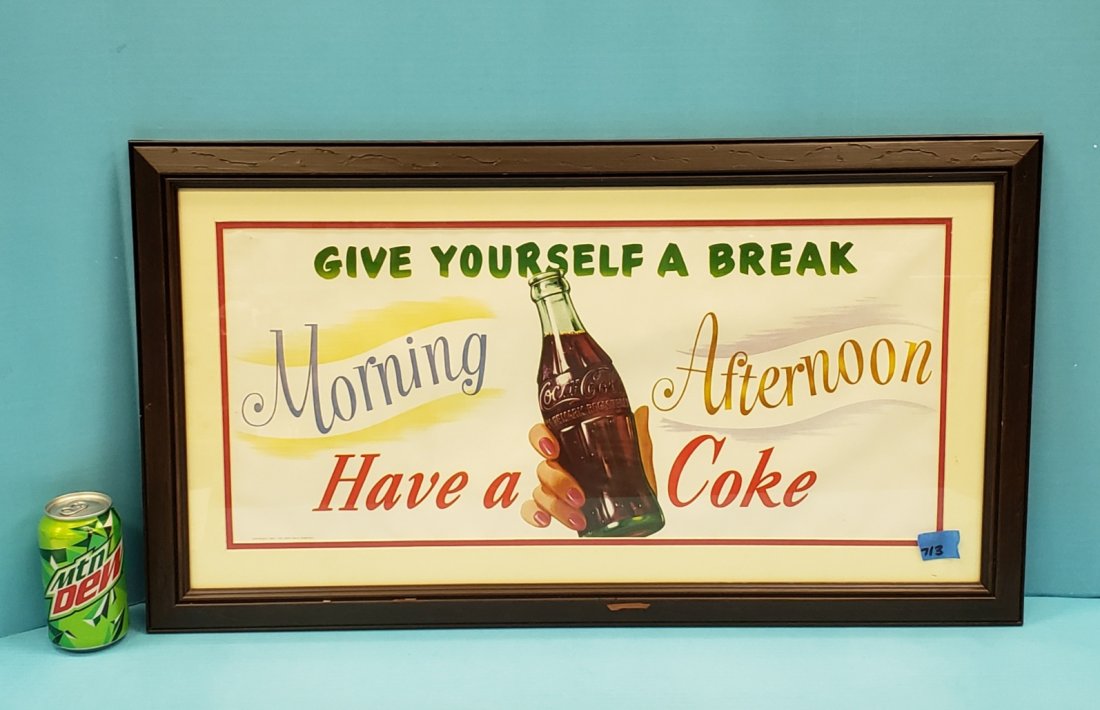 GIVE YOURSELF A BREAK
Morning
Afternoon
Coca-Cola
Have a Coke
713
mtn
DEW